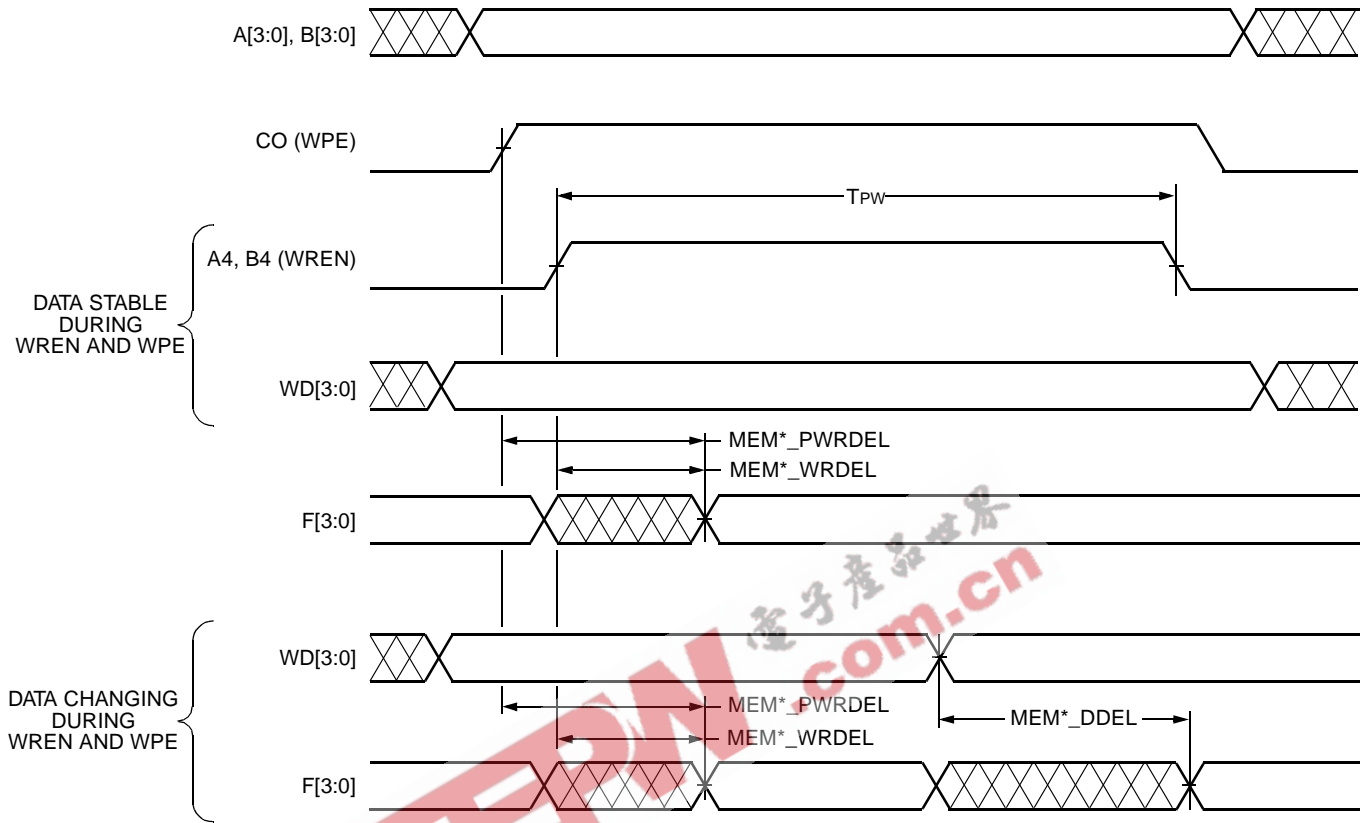 A[3:0], B[3:0]
CO (WPE)
TPW
A4, B4 (WREN)
DATA STABLE
DURING
WREN AND WPE
WD[3:0]
MEM*_PWRDEL
MEM*_WRDEL
F[3:0]
電子產品世界
.com.cn
WD[3:0]
DATA CHANGING
DURING
WREN AND WPE
MEM*_PWRDEL
MEM*_DDEL
MEM*_WRDEL
F[3:0]